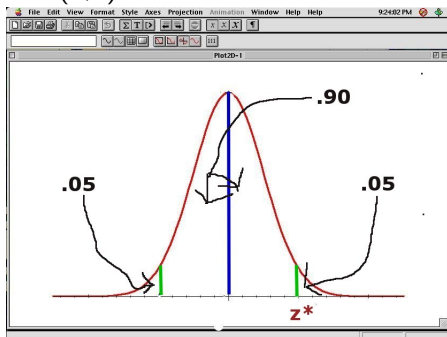 File Edit View Format Style Axes Projection Animation Window Help Help 9:24:02 PM
Plot2D-1
.90
.05
.05
z*